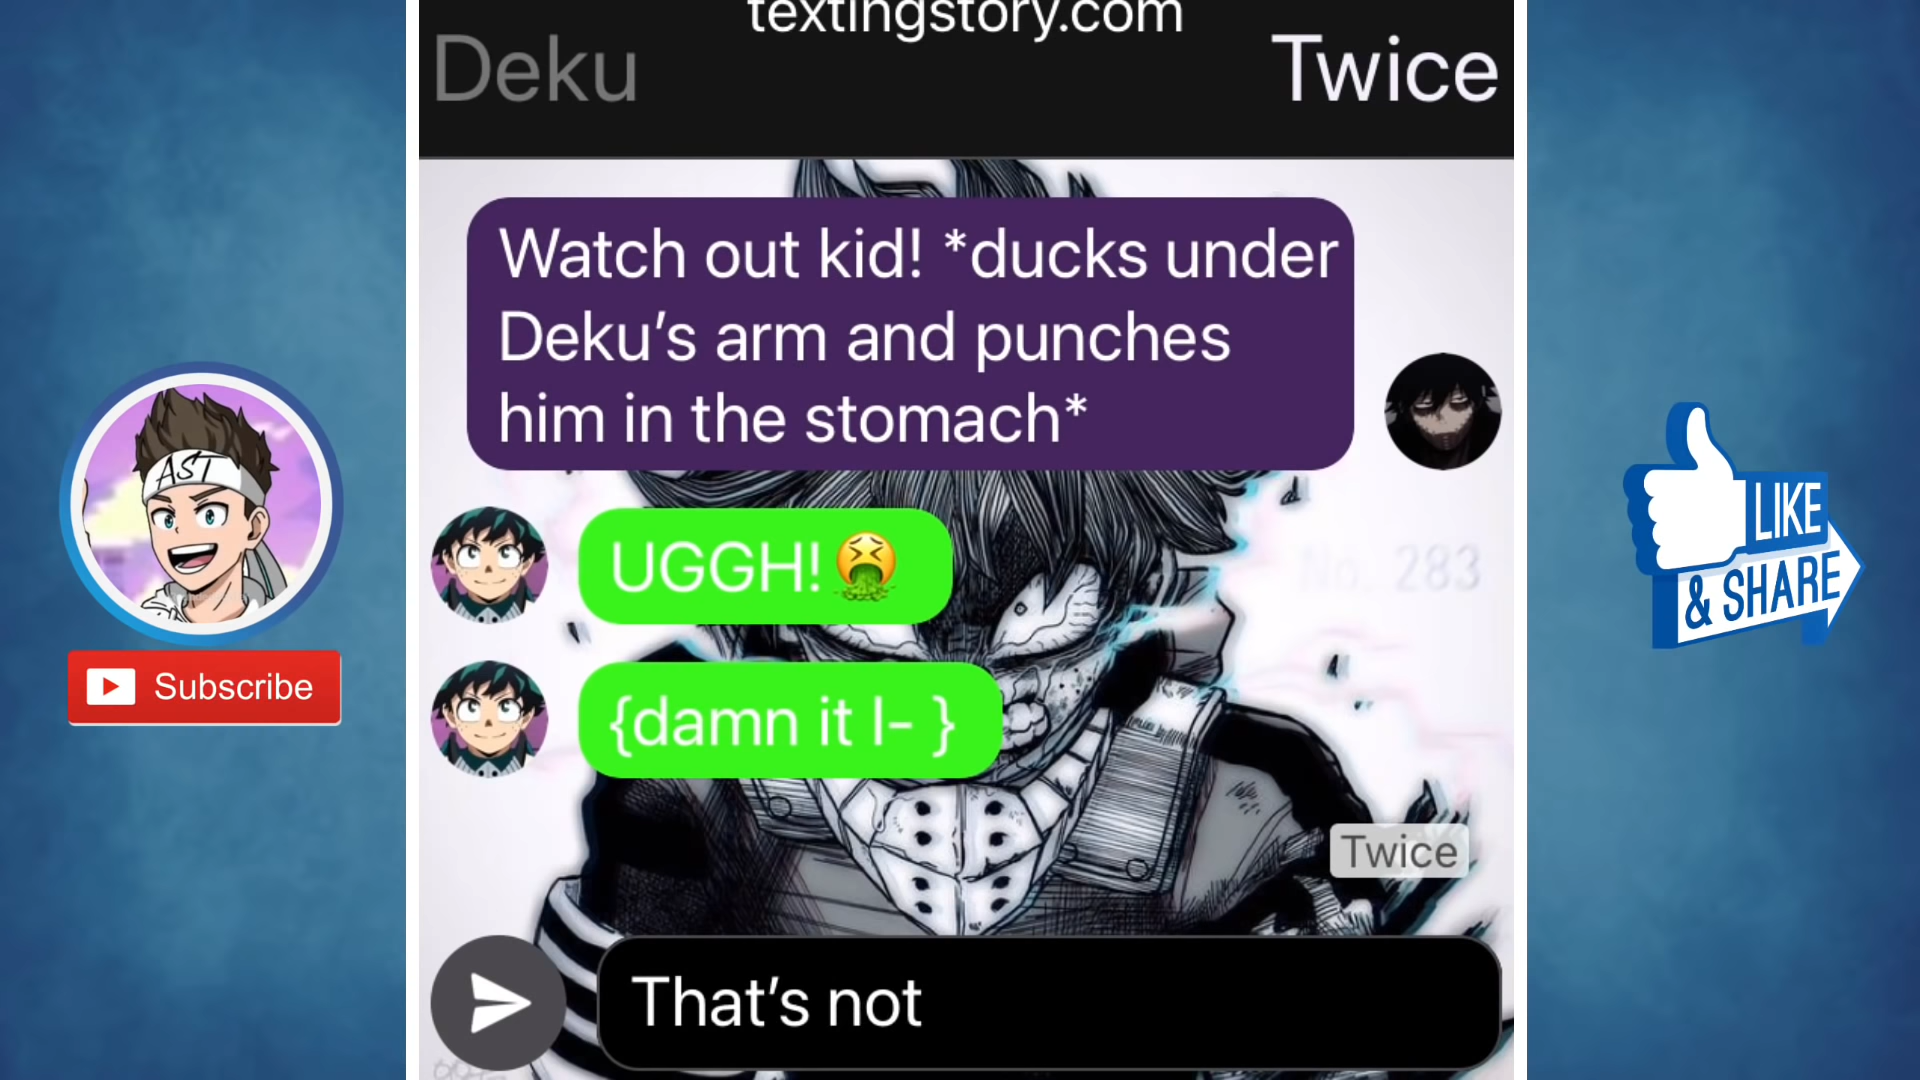 textingstory.com
Deku
Twice
Watch out kid! *ducks under
Deku’s arm and punches
him in the stomach*
AST
UGGH!🤮
No. 283
{damn it I- }
Subscribe
LIKE
& SHARE
Twice
That’s not